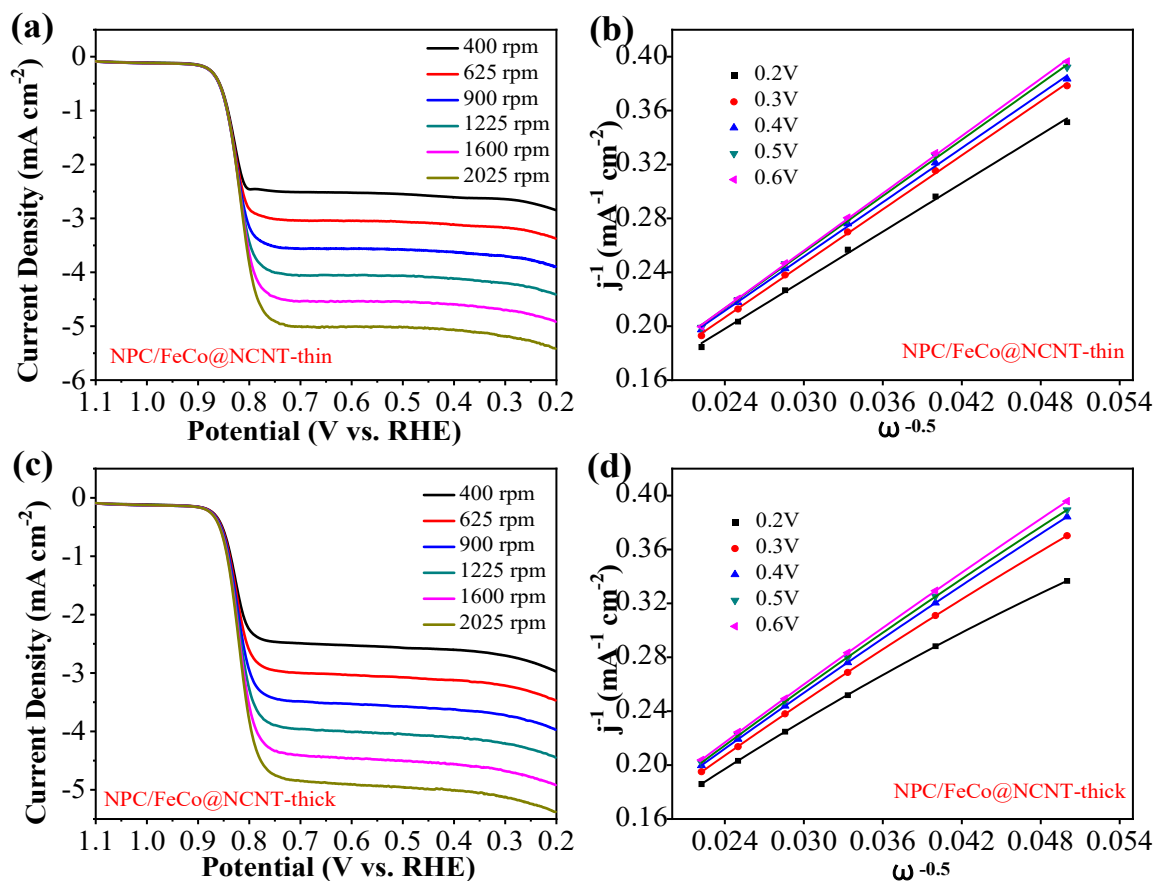 (a)
400 rpm
625 rpm
900 rpm
1225 rpm
1600 rpm
2025 rpm
0
-1
-2
-3
-4
-5
-6
Current Density (mA cm⁻²)
NPC/FeCo@NCNT-thin
1.1 1.0 0.9 0.8 0.7 0.6 0.5 0.4 0.3 0.2
Potential (V vs. RHE)
(b)
0.2V
0.3V
0.4V
0.5V
0.6V
0.40
0.36
0.32
0.28
0.24
0.20
0.16
j⁻¹ (mA⁻¹ cm⁻²)
NPC/FeCo@NCNT-thin
0.024 0.030 0.036 0.042 0.048 0.054
ω⁻⁰·⁵
(c)
400 rpm
625 rpm
900 rpm
1225 rpm
1600 rpm
2025 rpm
0
-1
-2
-3
-4
-5
Current Density (mA cm⁻²)
NPC/FeCo@NCNT-thick
1.1 1.0 0.9 0.8 0.7 0.6 0.5 0.4 0.3 0.2
Potential (V vs. RHE)
(d)
0.2V
0.3V
0.4V
0.5V
0.6V
0.40
0.36
0.32
0.28
0.24
0.20
0.16
j⁻¹ (mA⁻¹ cm⁻²)
NPC/FeCo@NCNT-thick
0.024 0.030 0.036 0.042 0.048 0.054
ω⁻⁰·⁵